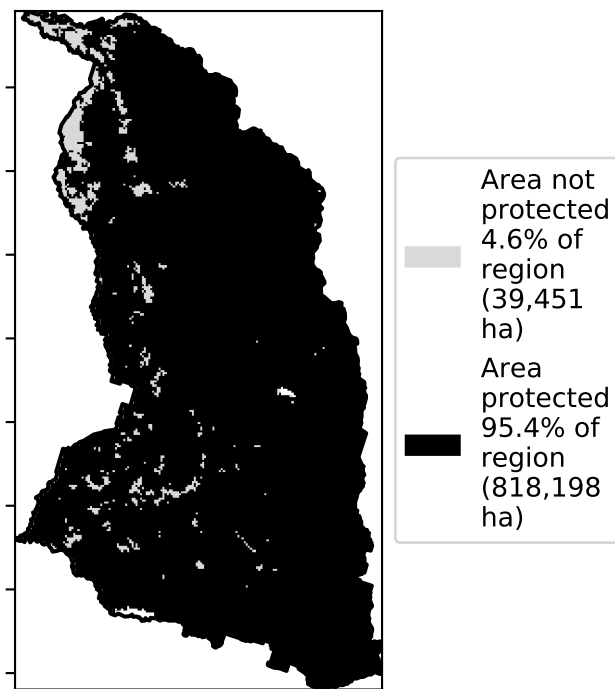 Area not
protected
4.6% of
region
(39,451
ha)
Area
protected
95.4% of
region
(818,198
ha)